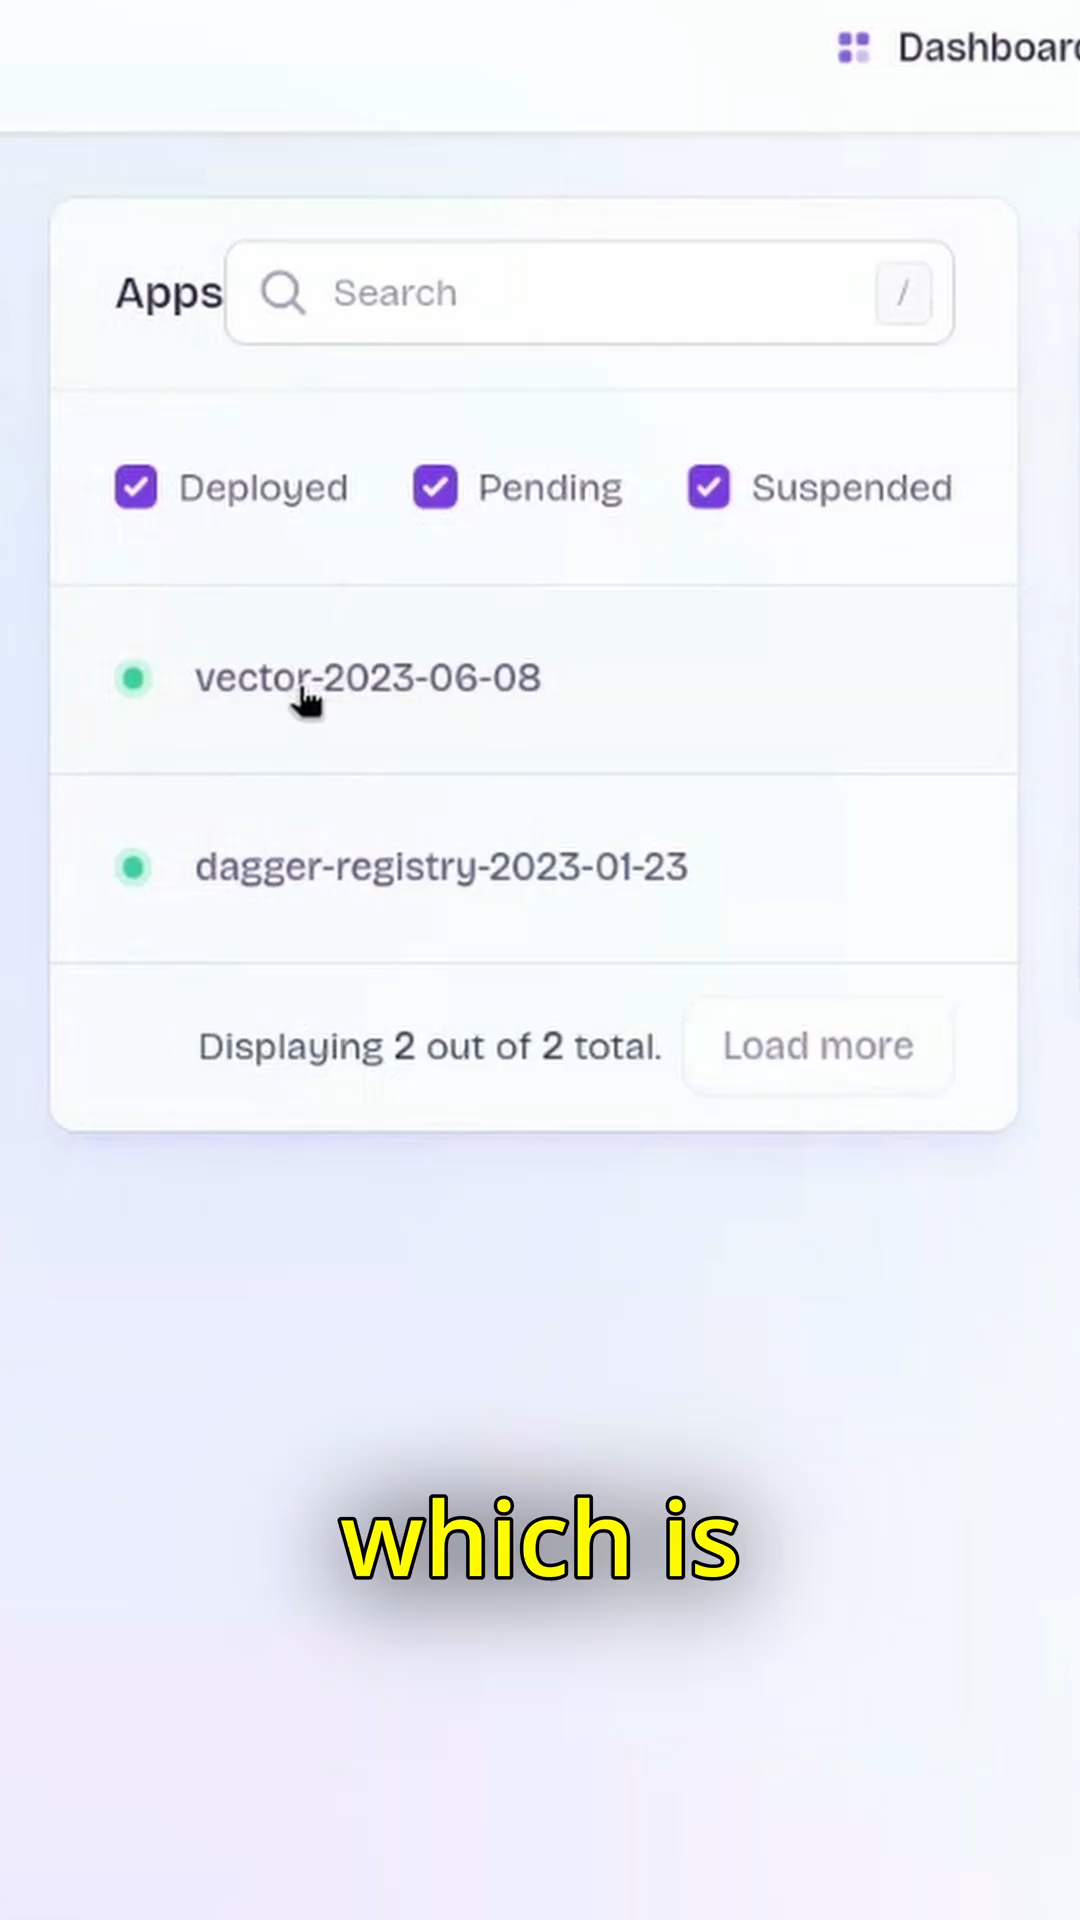 Dashboard
Apps
Search
/
Deployed
Pending
Suspended
vector-2023-06-08
dagger-registry-2023-01-23
Displaying 2 out of 2 total.
Load more
which is